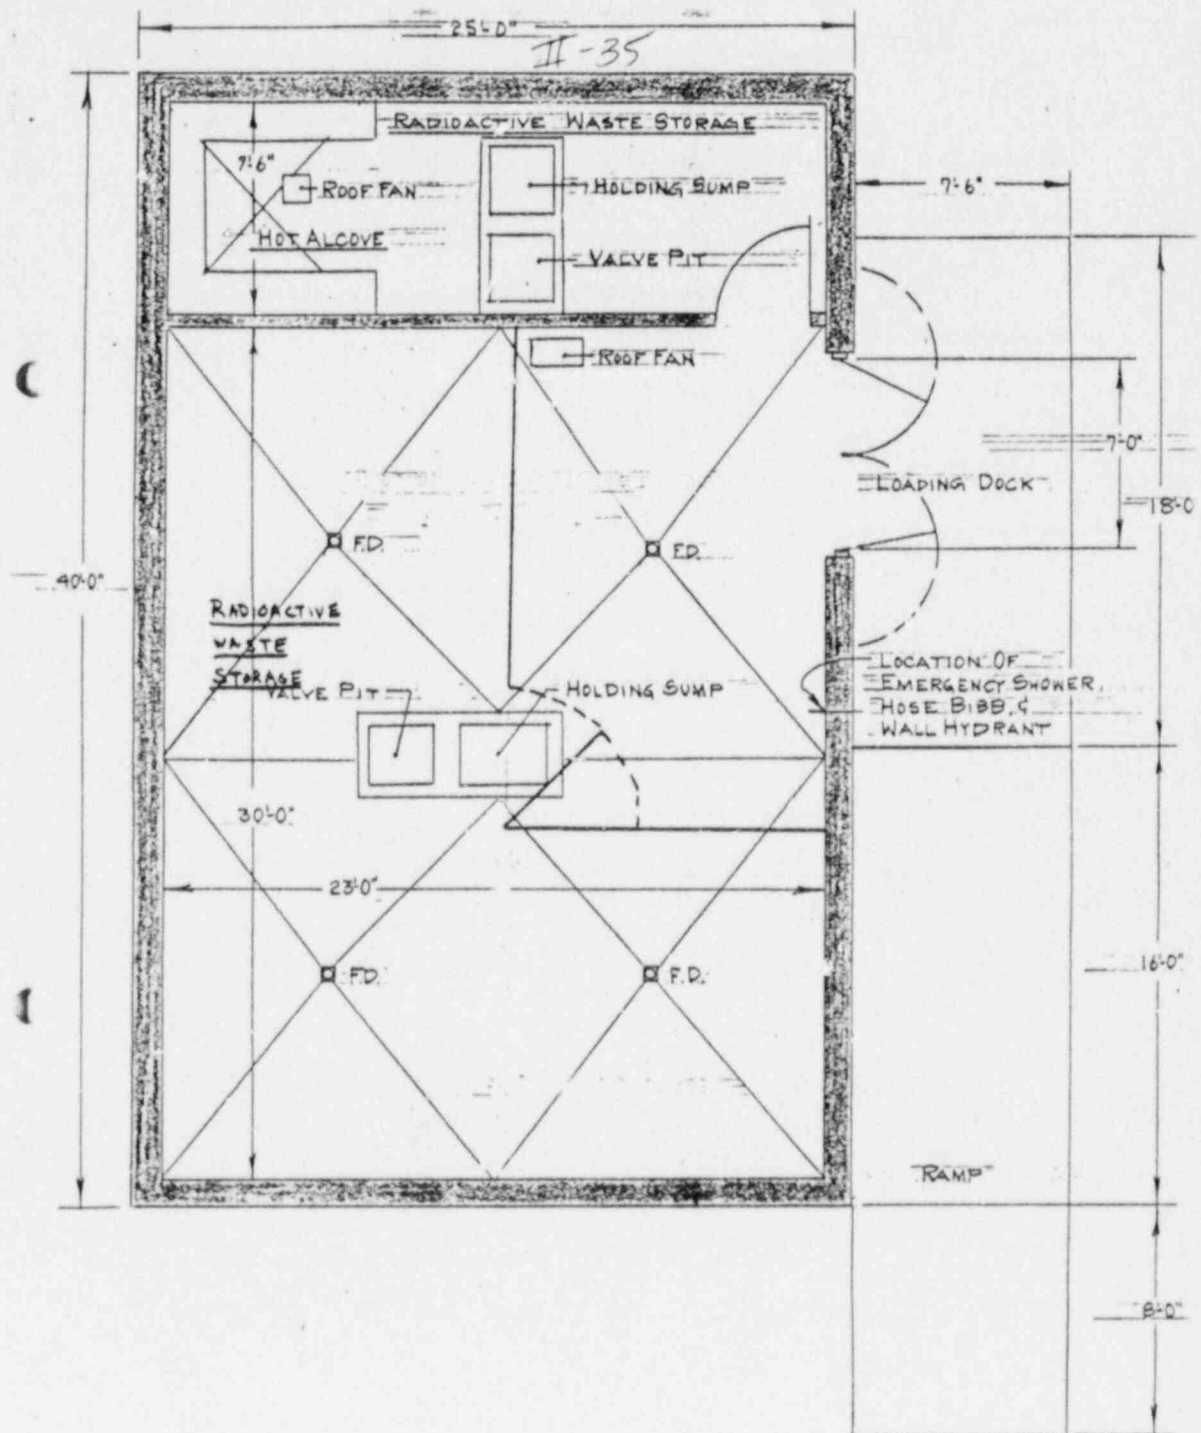 25'-0"
II-35
RADIOACTIVE WASTE STORAGE
7'-6"
ROOF FAN
HOLDING SUMP
7'-6"
HOT ALCOVE
VALVE PIT
ROOF FAN
7'-0"
LOADING DOCK
18'-0
F.D.
F.D.
40'-0"
RADIOACTIVE
WASTE
STORAGE
VALVE PIT
HOLDING SUMP
LOCATION OF
EMERGENCY SHOWER,
HOSE BIBB, &
WALL HYDRANT
30'-0"
23'-0"
F.D.
F.D.
16'-0"
RAMP
8'-0"